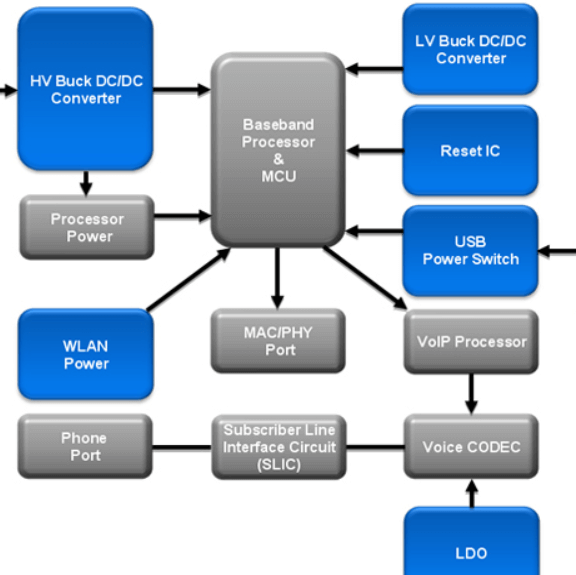 HV Buck DC/DC
Converter
LV Buck DC/DC
Converter
Baseband
Processor
&
MCU
Reset IC
Processor
Power
USB
Power Switch
WLAN
Power
MAC/PHY
Port
VoIP Processor
Phone
Port
Subscriber Line
Interface Circuit
(SLIC)
Voice CODEC
LDO